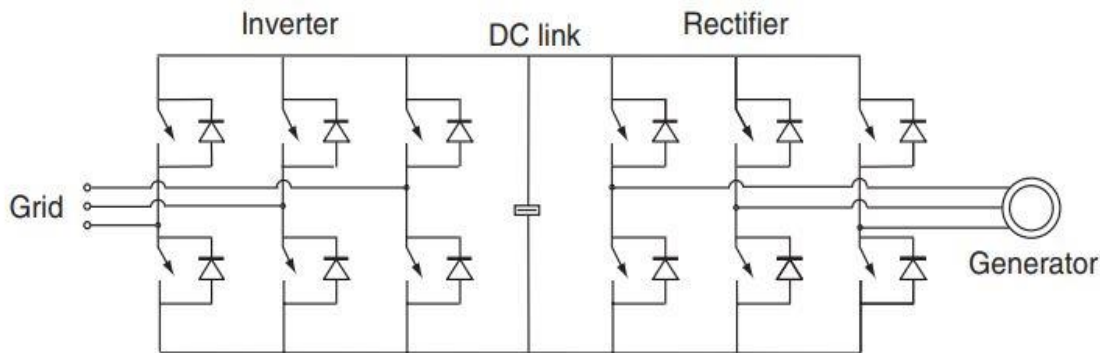 Inverter
DC link
Rectifier
Grid
Generator